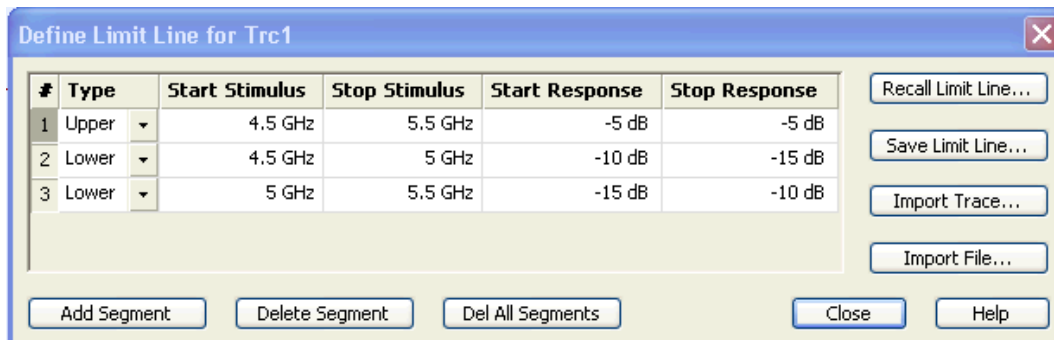 Define Limit Line for Trc1
# Type Start Stimulus Stop Stimulus Start Response Stop Response
1 Upper 4.5 GHz 5.5 GHz -5 dB -5 dB
2 Lower 4.5 GHz 5 GHz -10 dB -15 dB
3 Lower 5 GHz 5.5 GHz -15 dB -10 dB
Recall Limit Line...
Save Limit Line...
Import Trace...
Import File...
Add Segment Delete Segment Del All Segments Close Help